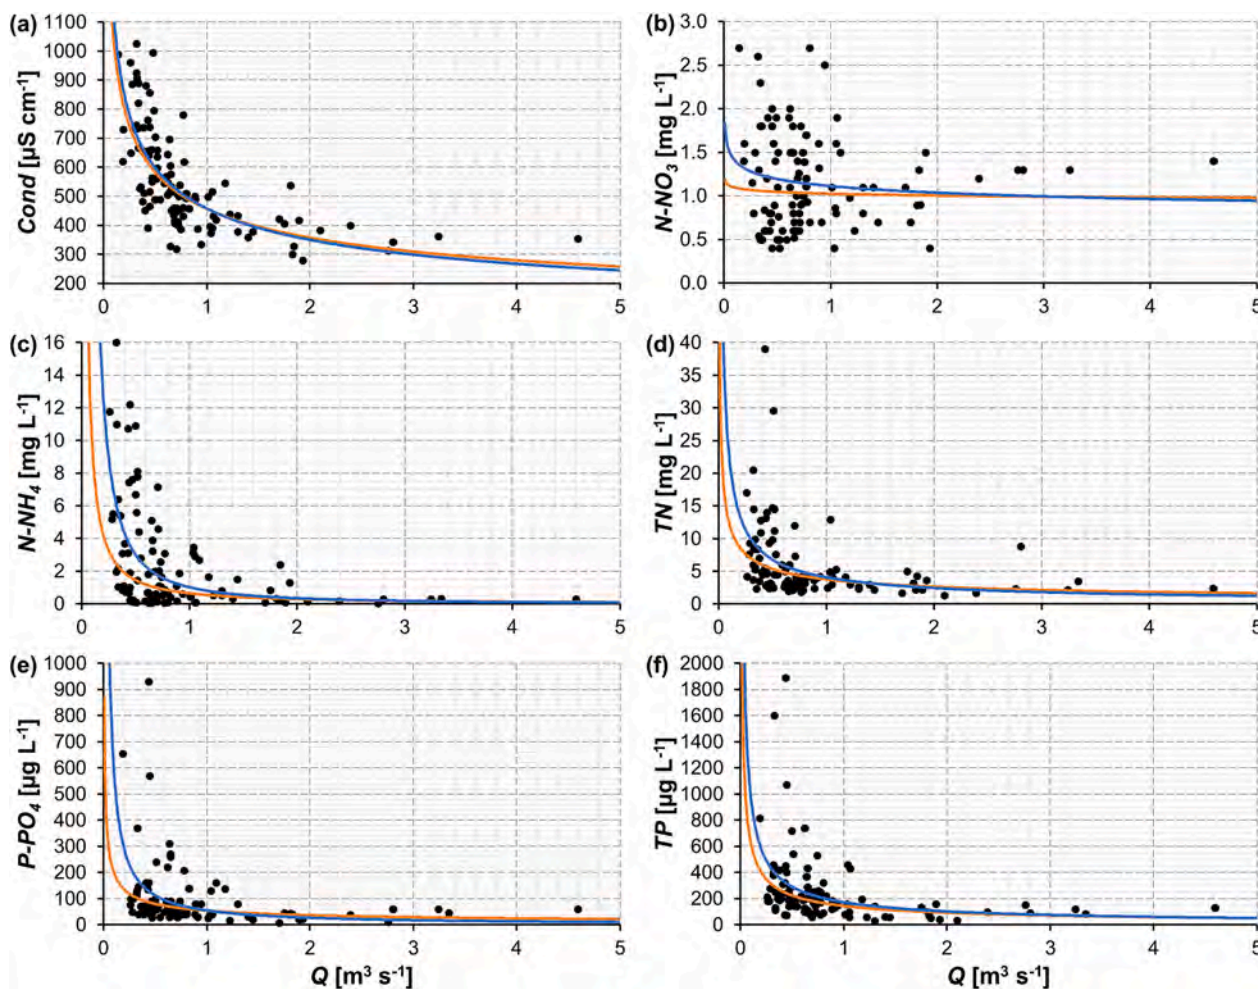 (a)
1100
1000
900
800
700
600
500
400
300
200
Cond [µS cm⁻¹]
0 1 2 3 4 5
(b)
3.0
2.5
2.0
1.5
1.0
0.5
0.0
N-NO₃ [mg L⁻¹]
0 1 2 3 4 5
(c)
16
14
12
10
8
6
4
2
0
N-NH₄ [mg L⁻¹]
0 1 2 3 4 5
(d)
40
35
30
25
20
15
10
5
0
TN [mg L⁻¹]
0 1 2 3 4 5
(e)
1000
900
800
700
600
500
400
300
200
100
0
P-PO₄ [µg L⁻¹]
0 1 2 3 4 5
Q [m³ s⁻¹]
(f)
2000
1800
1600
1400
1200
1000
800
600
400
200
0
TP [µg L⁻¹]
0 1 2 3 4 5
Q [m³ s⁻¹]